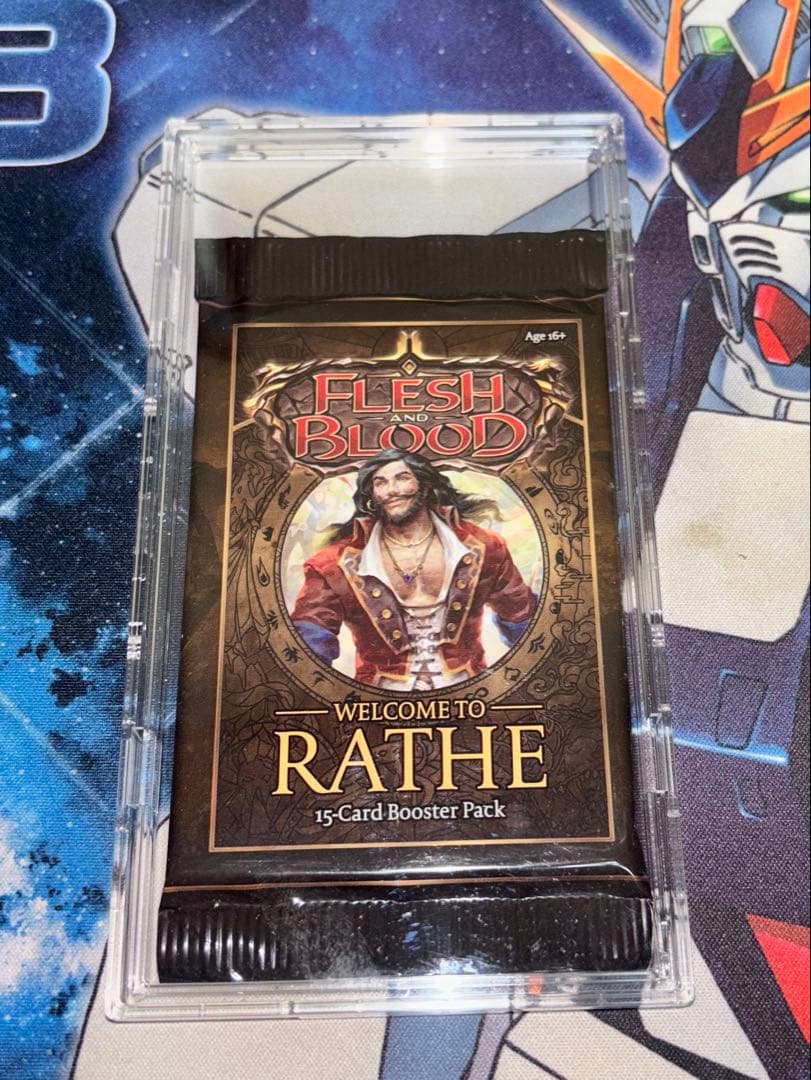 Age 16+
FLESH
AND
BLOOD
WELCOME TO
RATHE
15-Card Booster Pack